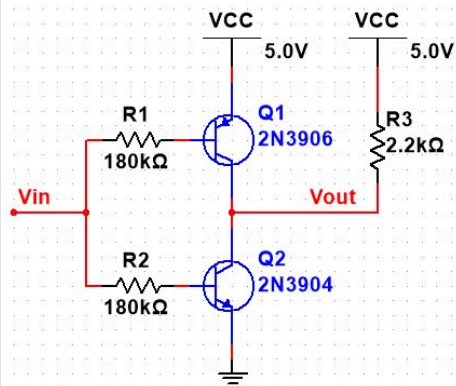 VCC
5.0V
VCC
5.0V
R1
180kΩ
Q1
2N3906
R3
2.2kΩ
Vin
Vout
R2
180kΩ
Q2
2N3904